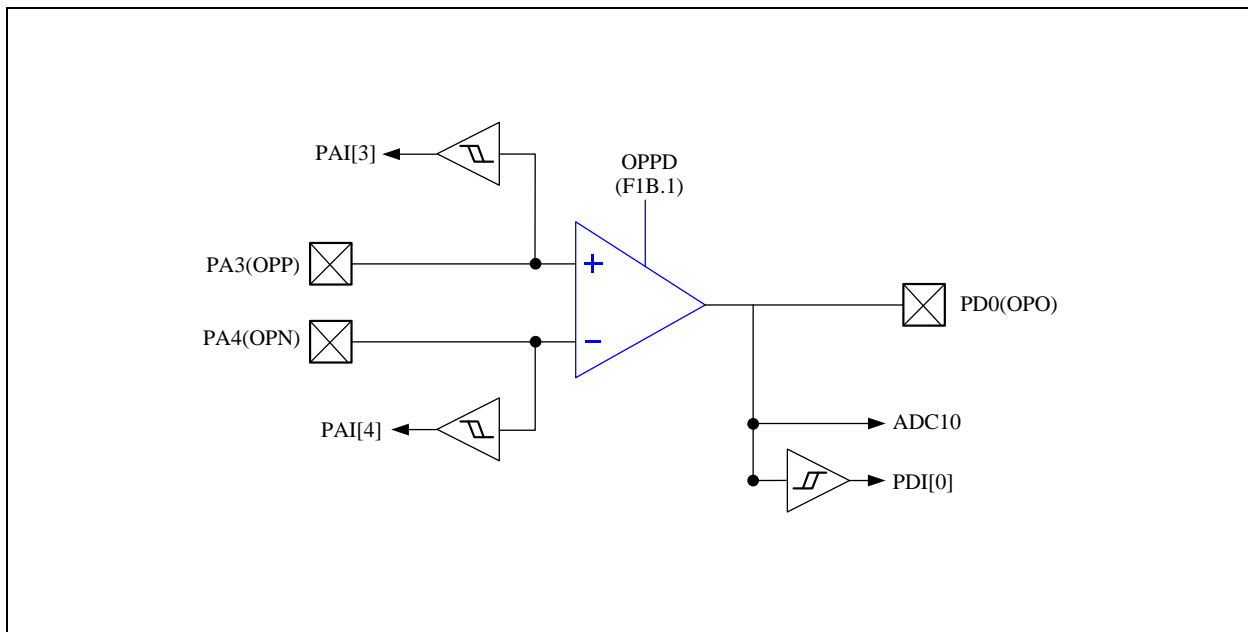 PAI[3]
OPPD
(F1B.1)
PA3(OPP)
+
PD0(OPO)
PA4(OPN)
−
PAI[4]
ADC10
PDI[0]